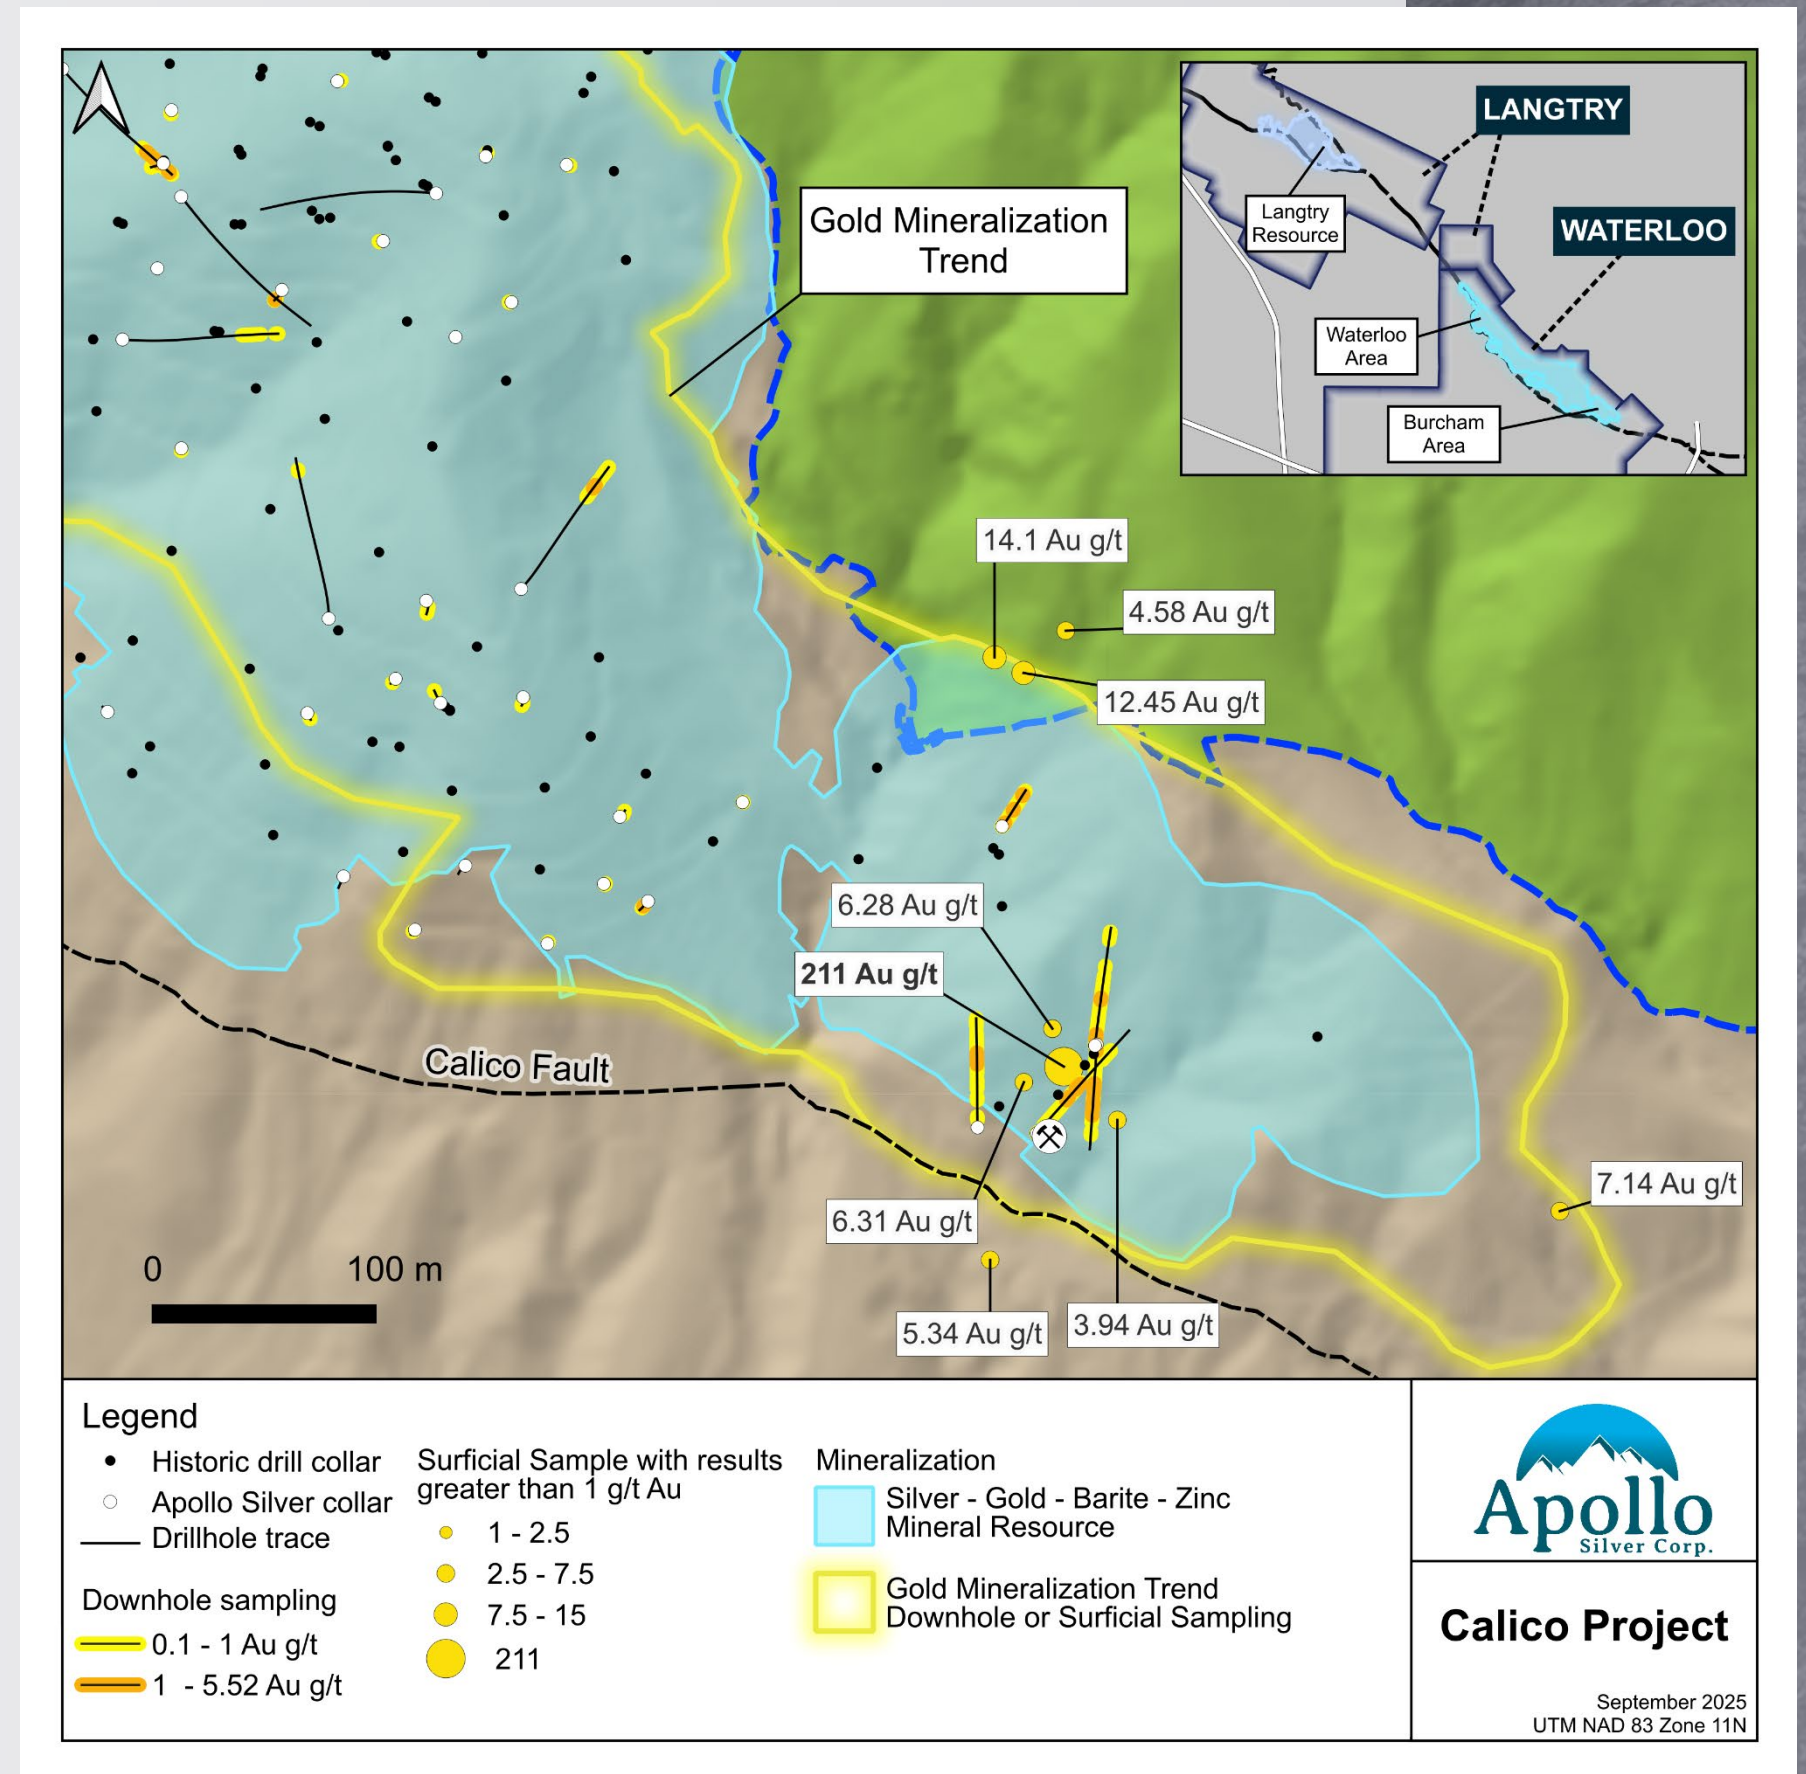 LANGTRY
Langtry
Resource
WATERLOO
Waterloo
Area
Burcham
Area
Gold Mineralization
Trend
14.1 Au g/t
4.58 Au g/t
12.45 Au g/t
6.28 Au g/t
211 Au g/t
Calico Fault
7.14 Au g/t
6.31 Au g/t
5.34 Au g/t
3.94 Au g/t
0 100 m
Legend
Historic drill collar
Apollo Silver collar
Drillhole trace
Downhole sampling
0.1 - 1 Au g/t
1 - 5.52 Au g/t
Surficial Sample with results
greater than 1 g/t Au
1 - 2.5
2.5 - 7.5
7.5 - 15
211
Mineralization
Silver - Gold - Barite - Zinc
Mineral Resource
Gold Mineralization Trend
Downhole or Surficial Sampling
Apollo
Silver Corp.
Calico Project
September 2025
UTM NAD 83 Zone 11N